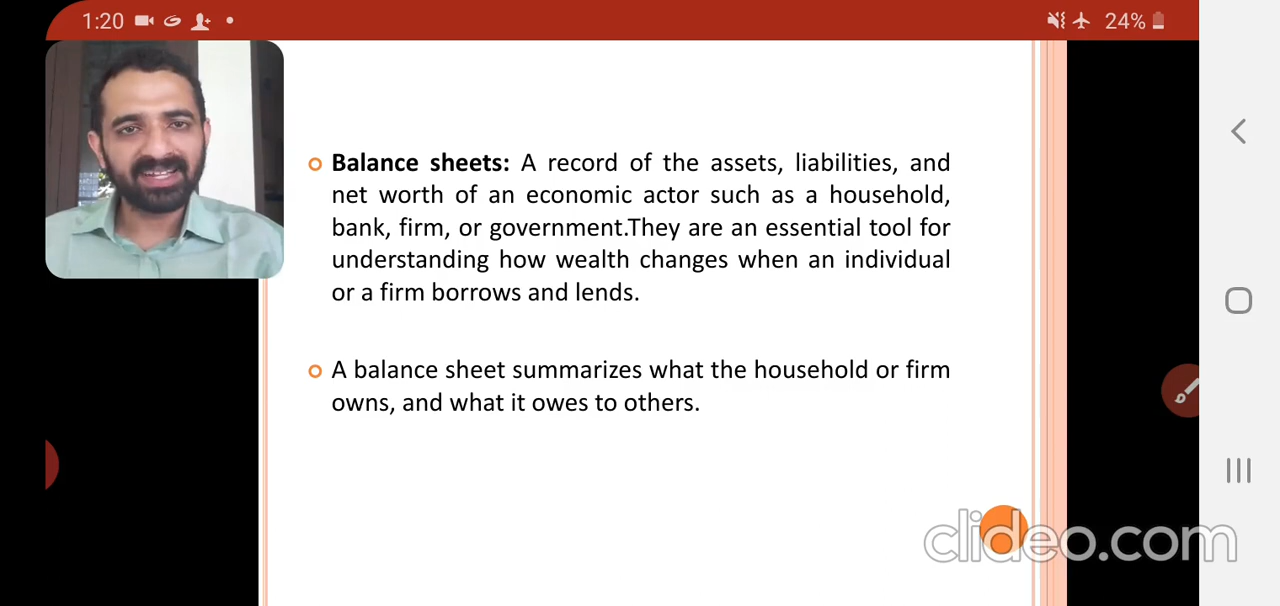 1:20
24%
Balance sheets: A record of the assets, liabilities, and
net worth of an economic actor such as a household,
bank, firm, or government.They are an essential tool for
understanding how wealth changes when an individual
or a firm borrows and lends.
A balance sheet summarizes what the household or firm
owns, and what it owes to others.
clideo.com